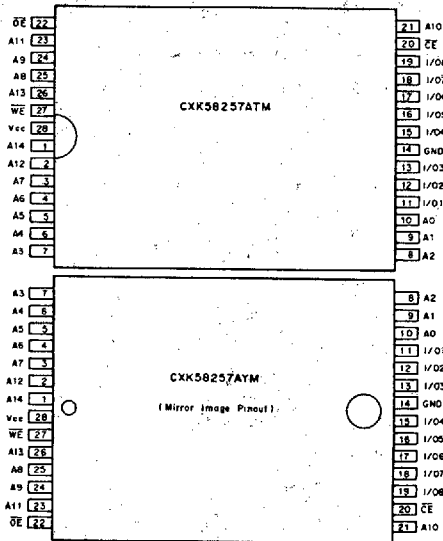 OE 22 21 A10
A11 23 20 CE
A9 24 19 I/O8
A8 25 18 I/O7
A13 26 17 I/O6
WE 27 16 I/O5
Vcc 28 15 I/O4
A14 1 14 GND
A12 2 13 I/O3
A7 3 12 I/O2
A6 4 11 I/O1
A5 5 10 A0
A4 6 9 A1
A3 7 8 A2
CXK58257ATM
A3 7 8 A2
A4 6 9 A1
A5 5 10 A0
A6 4 11 I/O1
A7 3 12 I/O2
A12 2 13 I/O3
A14 1 14 GND
Vcc 28 15 I/O4
WE 27 16 I/O5
A13 26 17 I/O6
A8 25 18 I/O7
A9 24 19 I/O8
A11 23 20 CE
OE 22 21 A10
CXK58257AYM
(Mirror Image Pinout)